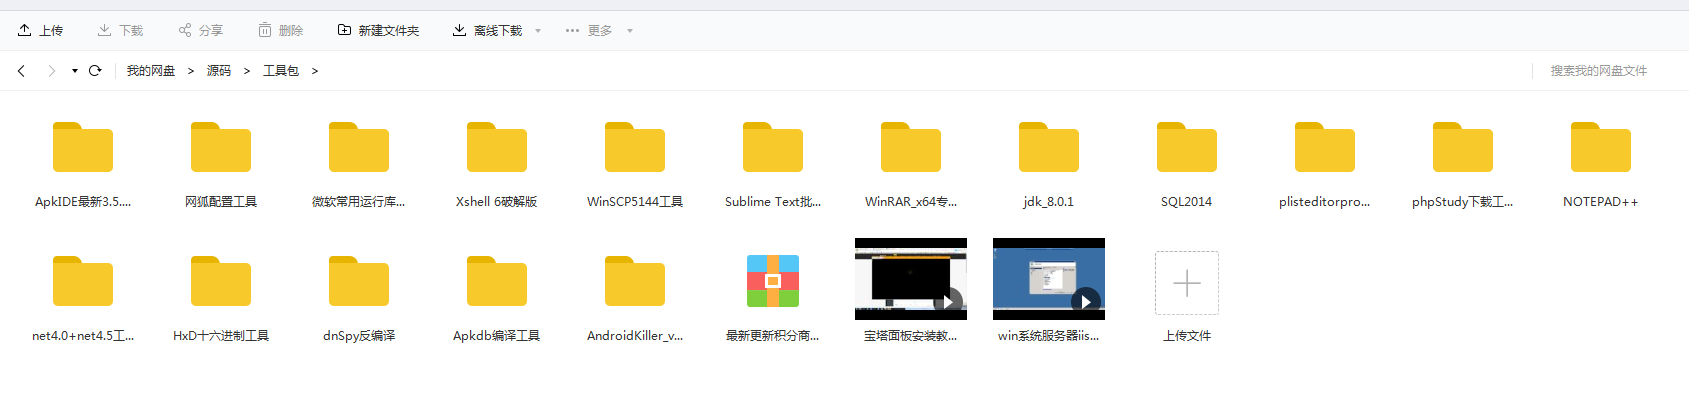 上传 下载 分享 删除 新建文件夹 离线下载 ··· 更多
我的网盘 > 源码 > 工具包 > 搜索我的网盘文件
ApkIDE最新3.5.... 网狐配置工具 微软常用运行库... Xshell 6破解版 WinSCP5144工具 Sublime Text批... WinRAR_x64专... jdk_8.0.1 SQL2014 plisteditorpro... phpStudy下载工... NOTEPAD++
net4.0+net4.5工... HxD十六进制工具 dnSpy反编译 Apkdb编译工具 AndroidKiller_v... 最新更新积分商... 宝塔面板安装教... win系统服务器iis... 上传文件